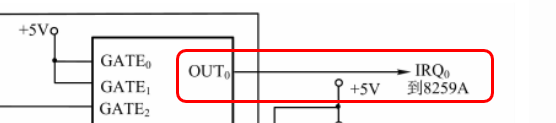 +5V
GATE₀
GATE₁
GATE₂
OUT₀
IRQ₀
到8259A
+5V